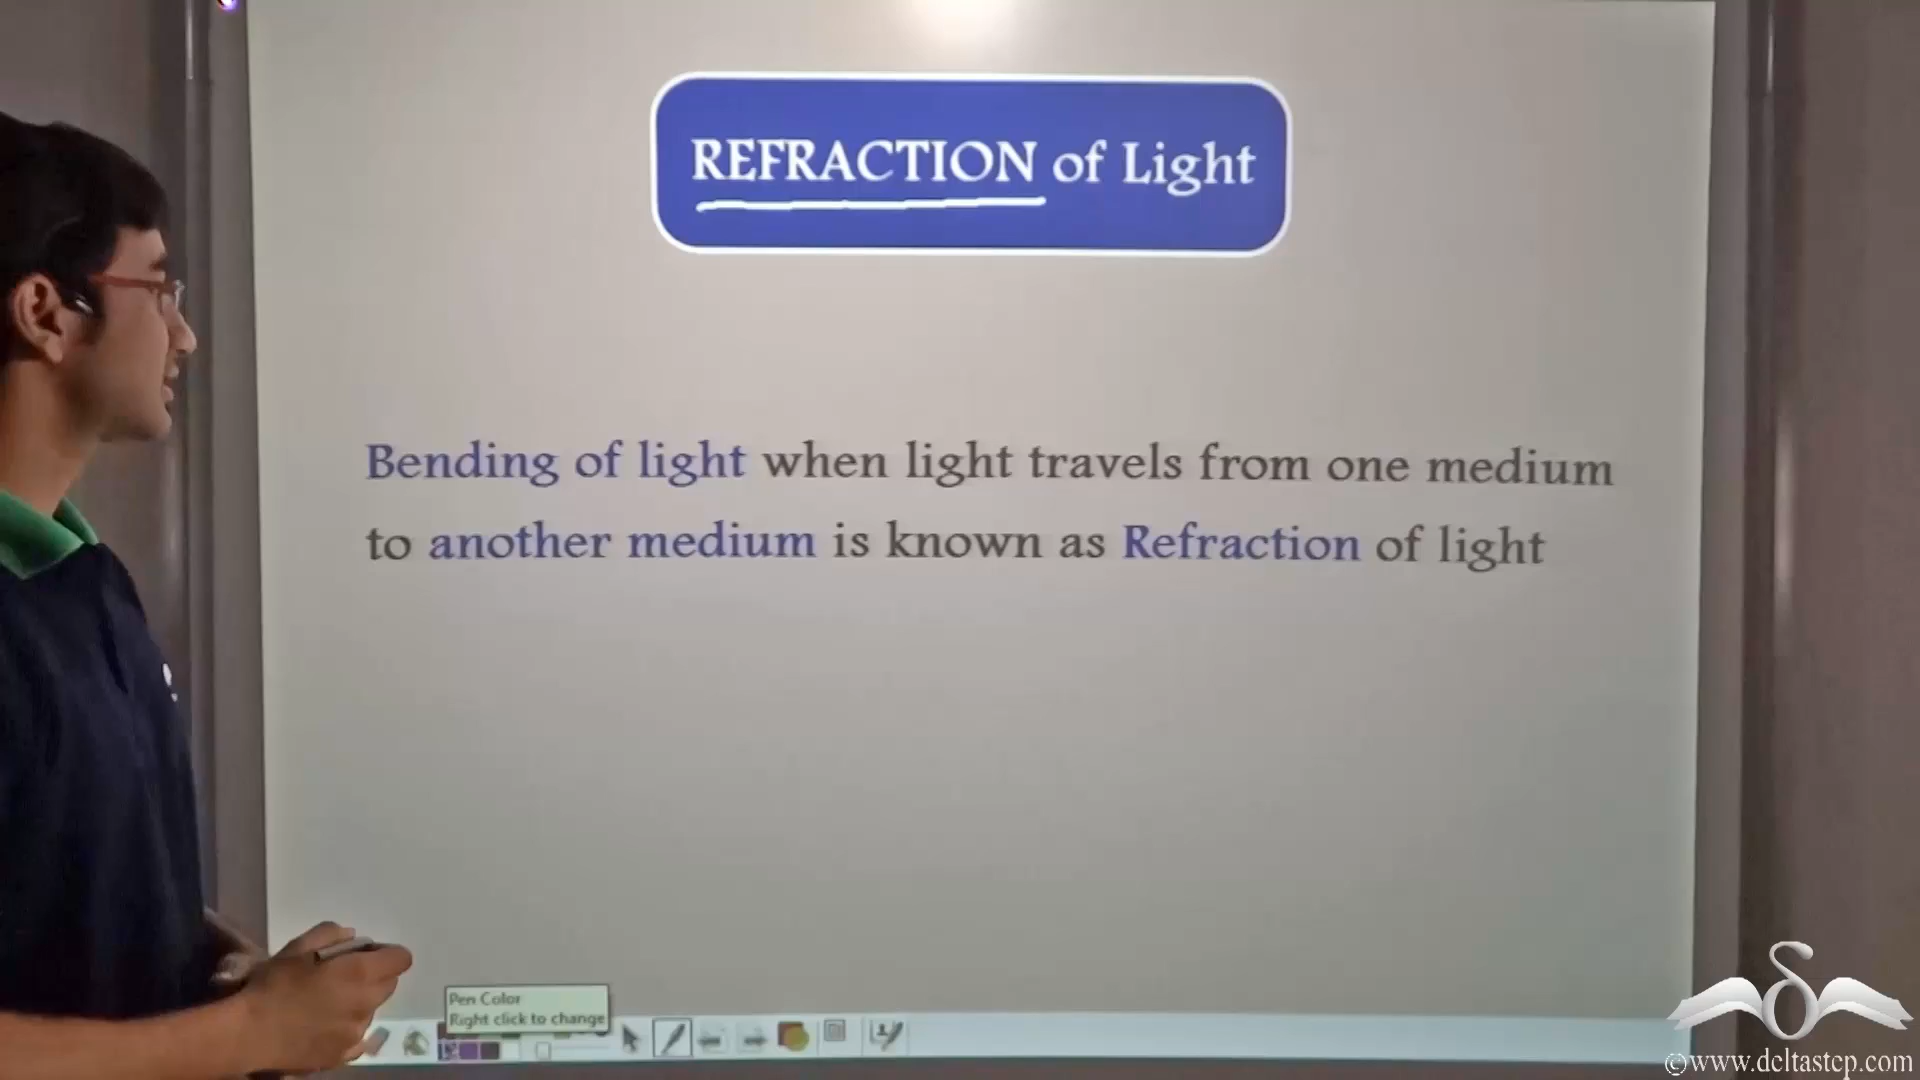 REFRACTION of Light
Bending of light when light travels from one medium
to another medium is known as Refraction of light
Pen Color
Right click to change
©www.deltastep.com